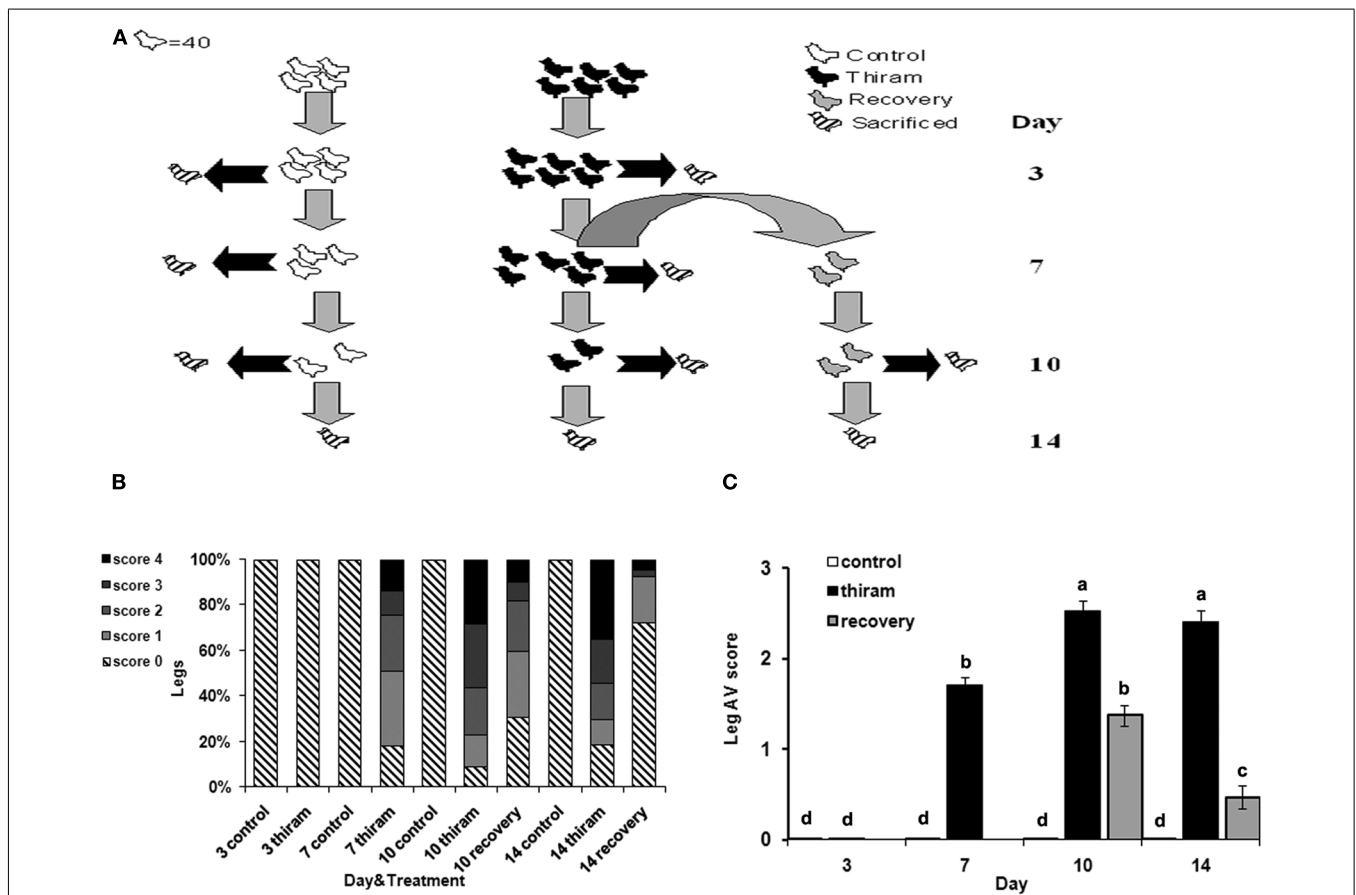 A
=40
Control
Thiram
Recovery
Sacrificed
Day
3
7
10
14
B
score 4
score 3
score 2
score 1
score 0
Legs
100%
80%
60%
40%
20%
0%
3 control
3 thiram
7 control
7 thiram
10 control
10 thiram
10 recovery
14 control
14 thiram
14 recovery
Day&Treatment
C
control
thiram
recovery
Leg AV score
3
2
1
0
d
d
d
b
d
a
b
d
a
c
3
7
10
14
Day